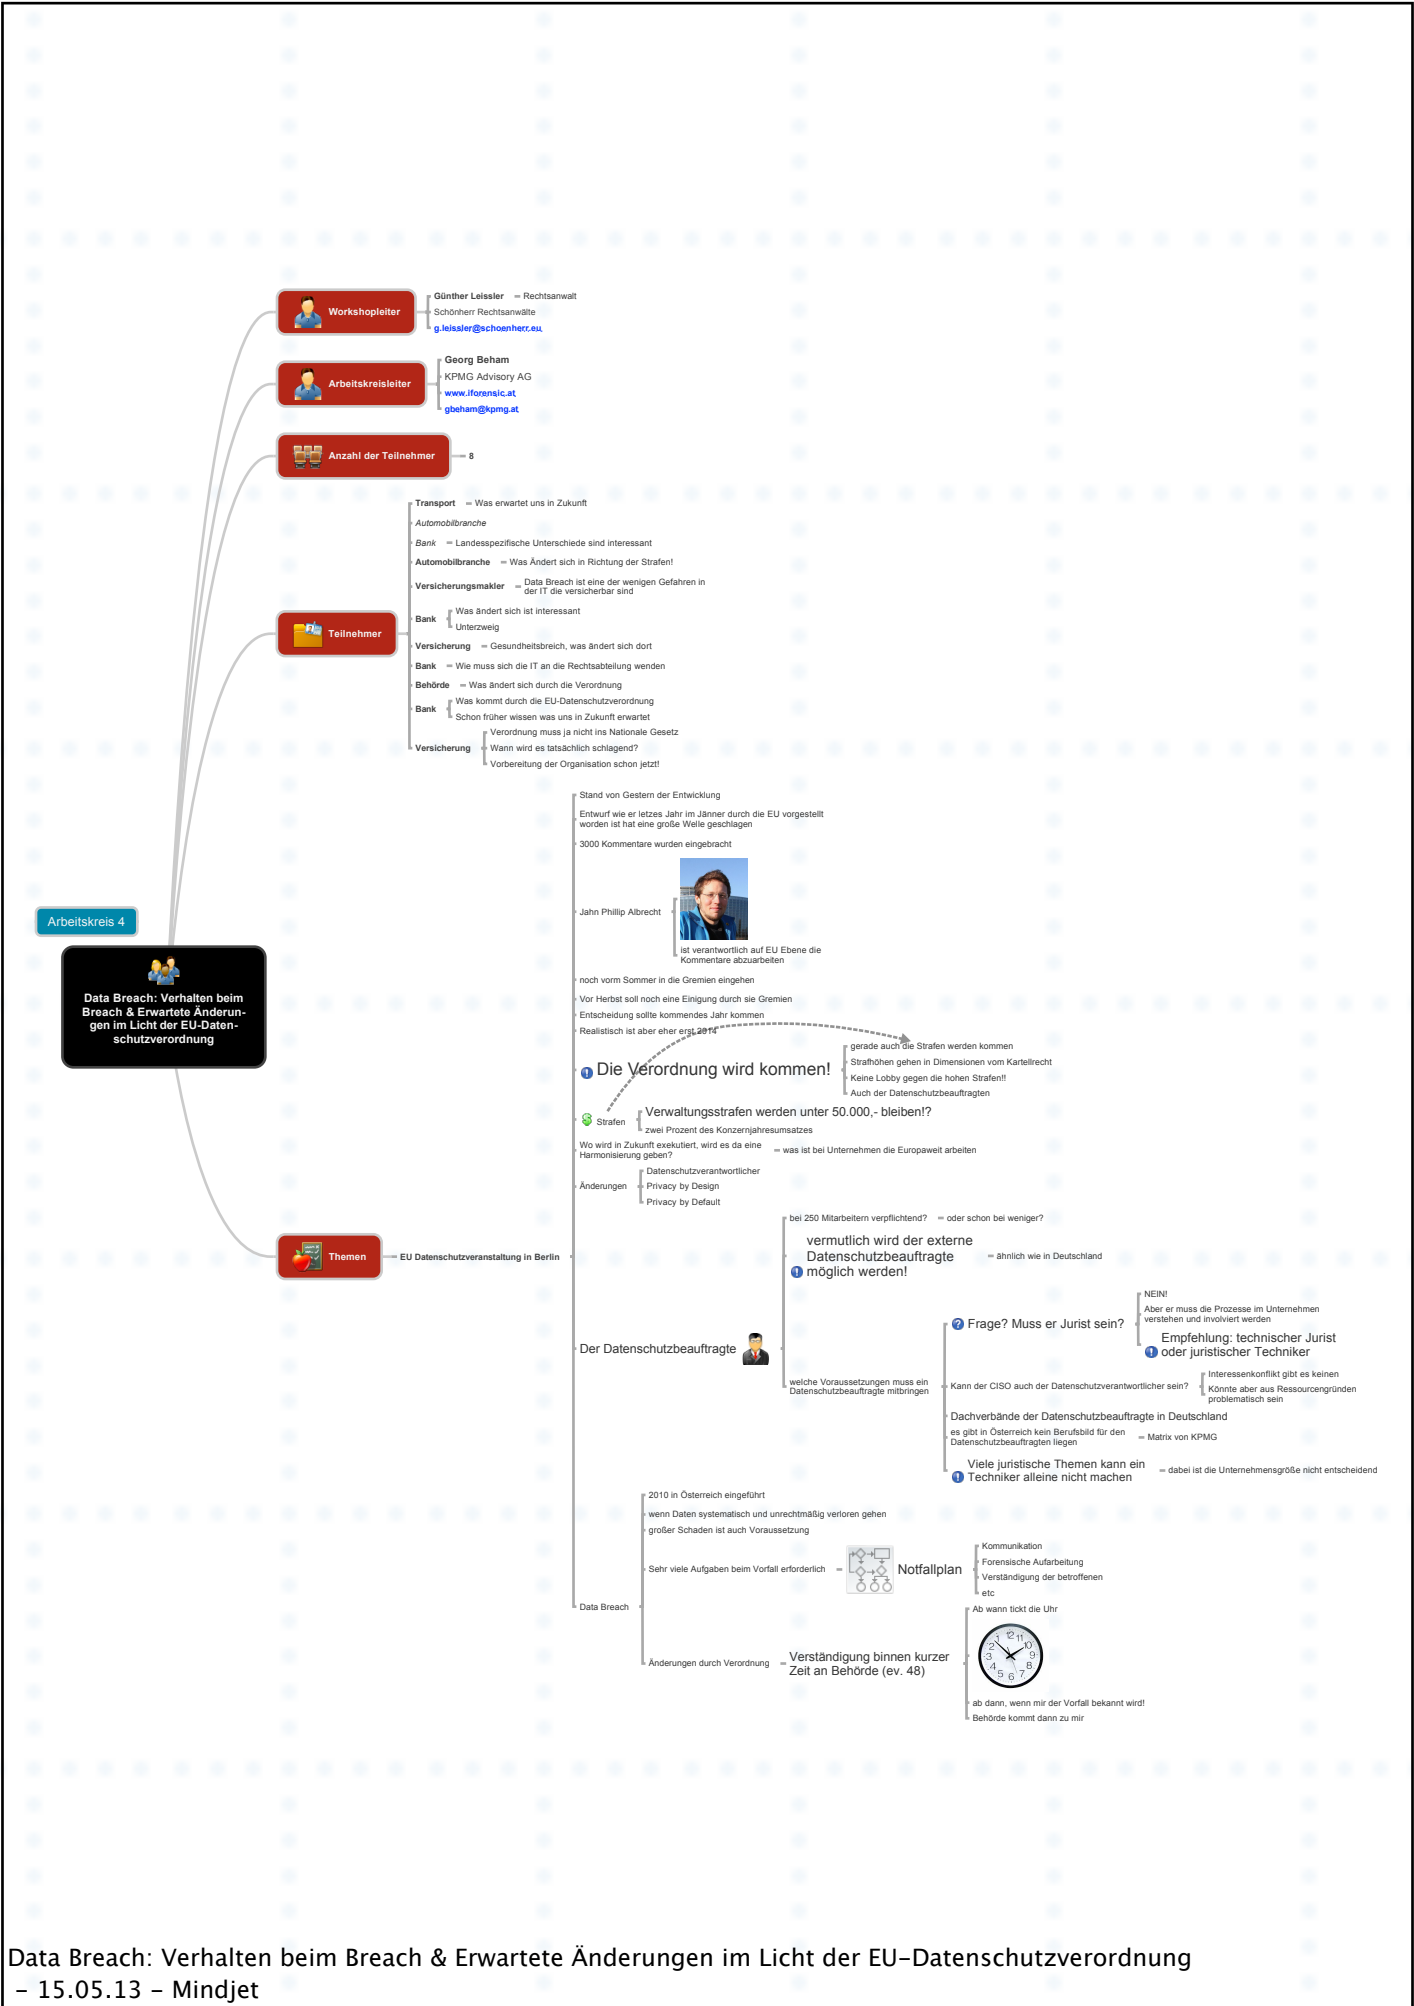 Workshopleiter
Günther Leissler
Rechtsanwalt
Schönherr Rechtsanwälte
g.leissler@schoenherr.eu
Arbeitskreisleiter
Georg Beham
KPMG Advisory AG
www.iforensic.at
gbeham@kpmg.at
Anzahl der Teilnehmer
8
Teilnehmer
Transport
Was erwartet uns in Zukunft
Automobilbranche
Bank
Landesspezifische Unterschiede sind interessant
Automobilbranche
Was Ändert sich in Richtung der Strafen!
Versicherungsmakler
Data Breach ist eine der wenigen Gefahren in
der IT die versicherbar sind
Bank
Was ändert sich ist interessant
Unterzweig
Versicherung
Gesundheitsbreich, was ändert sich dort
Bank
Wie muss sich die IT an die Rechtsabteilung wenden
Behörde
Was ändert sich durch die Verordnung
Bank
Was kommt durch die EU-Datenschutzverordnung
Schon früher wissen was uns in Zukunft erwartet
Versicherung
Verordnung muss ja nicht ins Nationale Gesetz
Wann wird es tatsächlich schlagend?
Vorbereitung der Organisation schon jetzt!
Arbeitskreis 4
Data Breach: Verhalten beim
Breach & Erwartete Änderun-
gen im Licht der EU-Daten-
schutzverordnung
Themen
EU Datenschutzveranstaltung in Berlin
Stand von Gestern der Entwicklung
Entwurf wie er letzes Jahr im Jänner durch die EU vorgestellt
worden ist hat eine große Welle geschlagen
3000 Kommentare wurden eingebracht
Jahn Phillip Albrecht
ist verantwortlich auf EU Ebene die
Kommentare abzuarbeiten
noch vorm Sommer in die Gremien eingehen
Vor Herbst soll noch eine Einigung durch sie Gremien
Entscheidung sollte kommendes Jahr kommen
Realistisch ist aber eher erst 2014
Die Verordnung wird kommen!
gerade auch die Strafen werden kommen
Strafhöhen gehen in Dimensionen vom Kartellrecht
Keine Lobby gegen die hohen Strafen!!
Auch der Datenschutzbeauftragten
Strafen
Verwaltungsstrafen werden unter 50.000,- bleiben!?
zwei Prozent des Konzernjahresumsatzes
Wo wird in Zukunft exekutiert, wird es da eine
Harmonisierung geben?
was ist bei Unternehmen die Europaweit arbeiten
Änderungen
Datenschutzverantwortlicher
Privacy by Design
Privacy by Default
Der Datenschutzbeauftragte
bei 250 Mitarbeitern verpflichtend?
oder schon bei weniger?
vermutlich wird der externe
Datenschutzbeauftragte
möglich werden!
ähnlich wie in Deutschland
welche Voraussetzungen muss ein
Datenschutzbeauftragte mitbringen
Frage? Muss er Jurist sein?
NEIN!
Aber er muss die Prozesse im Unternehmen
verstehen und involviert werden
Empfehlung: technischer Jurist
oder juristischer Techniker
Kann der CISO auch der Datenschutzverantwortlicher sein?
Interessenkonflikt gibt es keinen
Könnte aber aus Ressourcengründen
problematisch sein
Dachverbände der Datenschutzbeauftragte in Deutschland
es gibt in Österreich kein Berufsbild für den
Datenschutzbeauftragten liegen
Matrix von KPMG
Viele juristische Themen kann ein
Techniker alleine nicht machen
dabei ist die Unternehmensgröße nicht entscheidend
Data Breach
2010 in Österreich eingeführt
wenn Daten systematisch und unrechtmäßig verloren gehen
großer Schaden ist auch Voraussetzung
Sehr viele Aufgaben beim Vorfall erforderlich
Notfallplan
Kommunikation
Forensische Aufarbeitung
Verständigung der betroffenen
etc
Änderungen durch Verordnung
Verständigung binnen kurzer
Zeit an Behörde (ev. 48)
Ab wann tickt die Uhr
1 12 11
2 10
3 9
4 8
5 6 7
ab dann, wenn mir der Vorfall bekannt wird!
Behörde kommt dann zu mir
Data Breach: Verhalten beim Breach & Erwartete Änderungen im Licht der EU-Datenschutzverordnung
- 15.05.13 - Mindjet